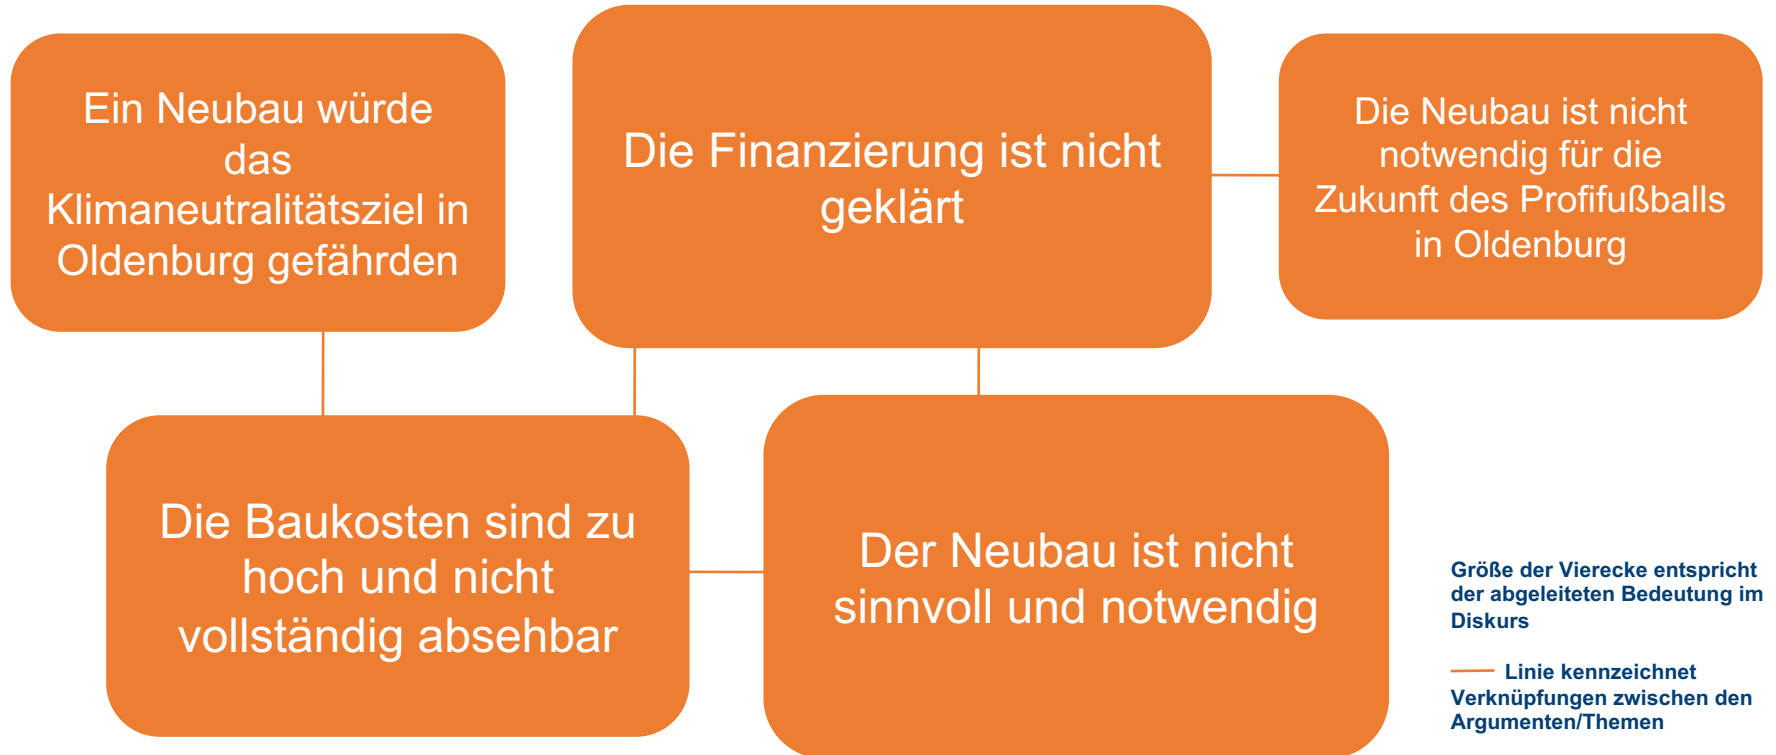 Ein Neubau würde
das
Klimaneutralitätsziel in
Oldenburg gefährden
Die Finanzierung ist nicht
geklärt
Die Neubau ist nicht
notwendig für die
Zukunft des Profifußballs
in Oldenburg
Die Baukosten sind zu
hoch und nicht
vollständig absehbar
Der Neubau ist nicht
sinnvoll und notwendig
Größe der Vierecke entspricht
der abgeleiteten Bedeutung im
Diskurs
Linie kennzeichnet
Verknüpfungen zwischen den
Argumenten/Themen